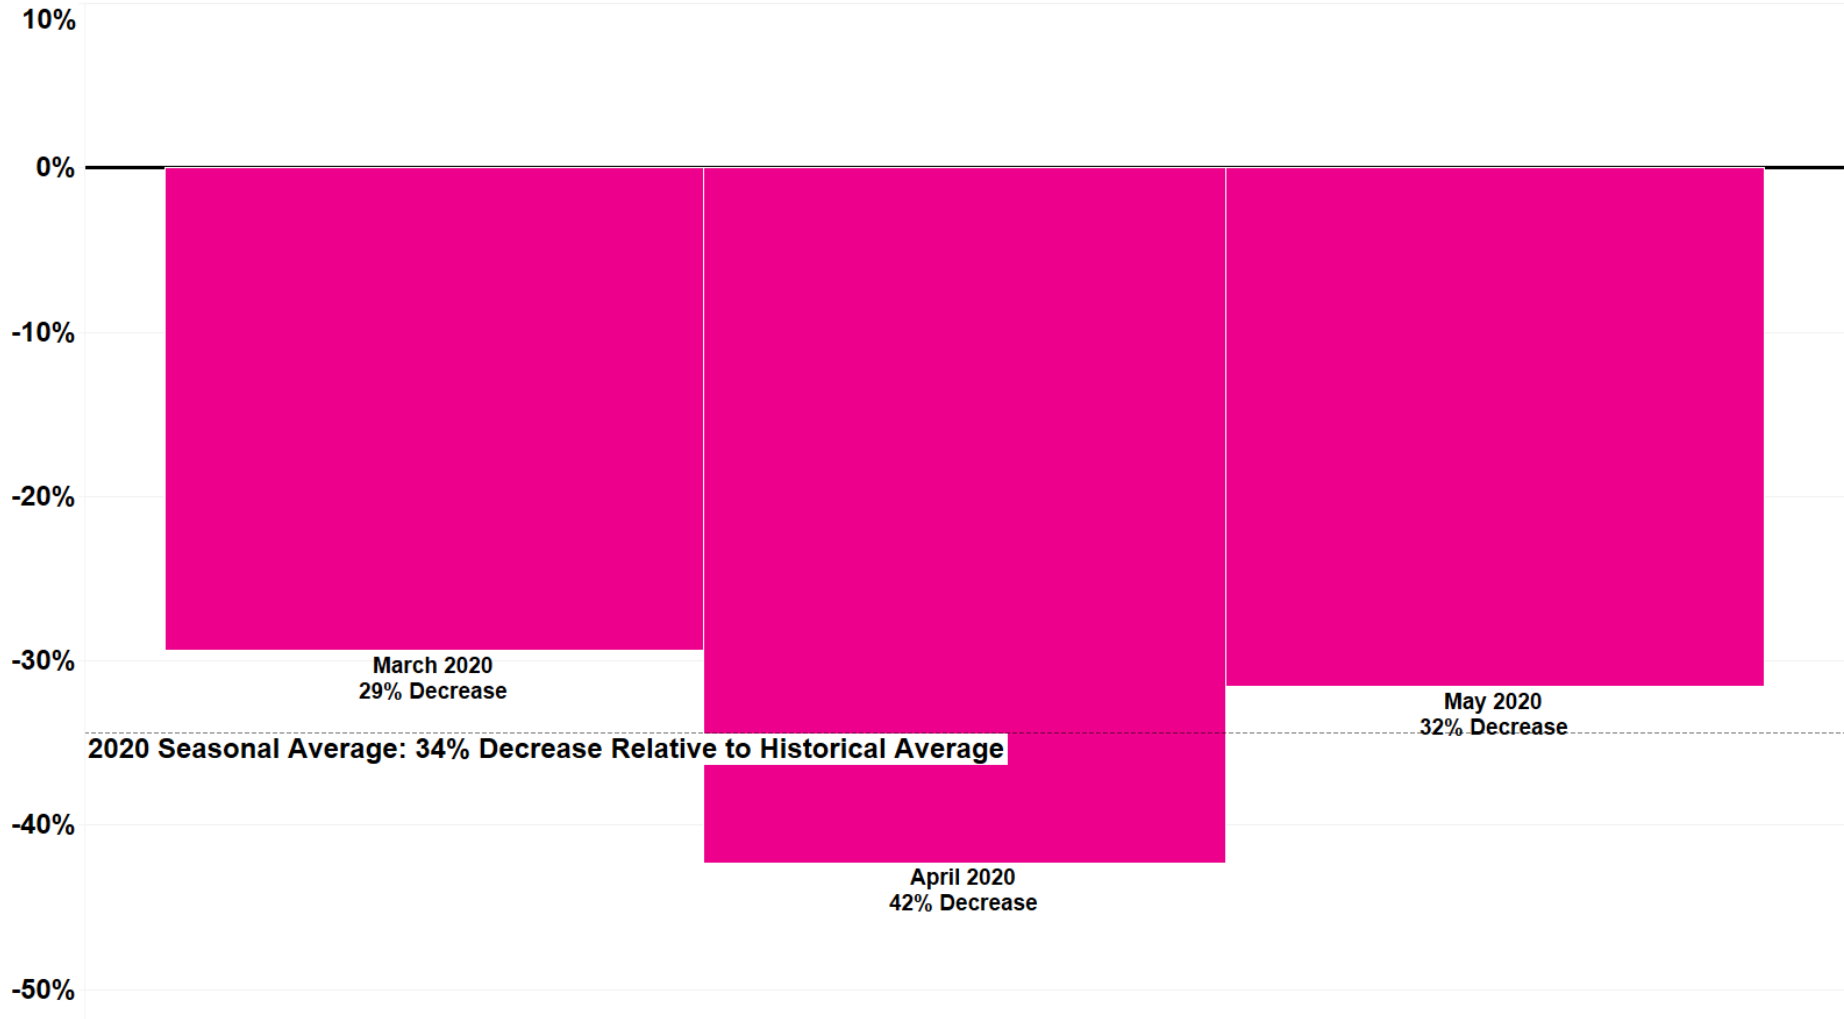 10%
0%
-10%
-20%
-30%
March 2020
29% Decrease
May 2020
32% Decrease
2020 Seasonal Average: 34% Decrease Relative to Historical Average
-40%
April 2020
42% Decrease
-50%